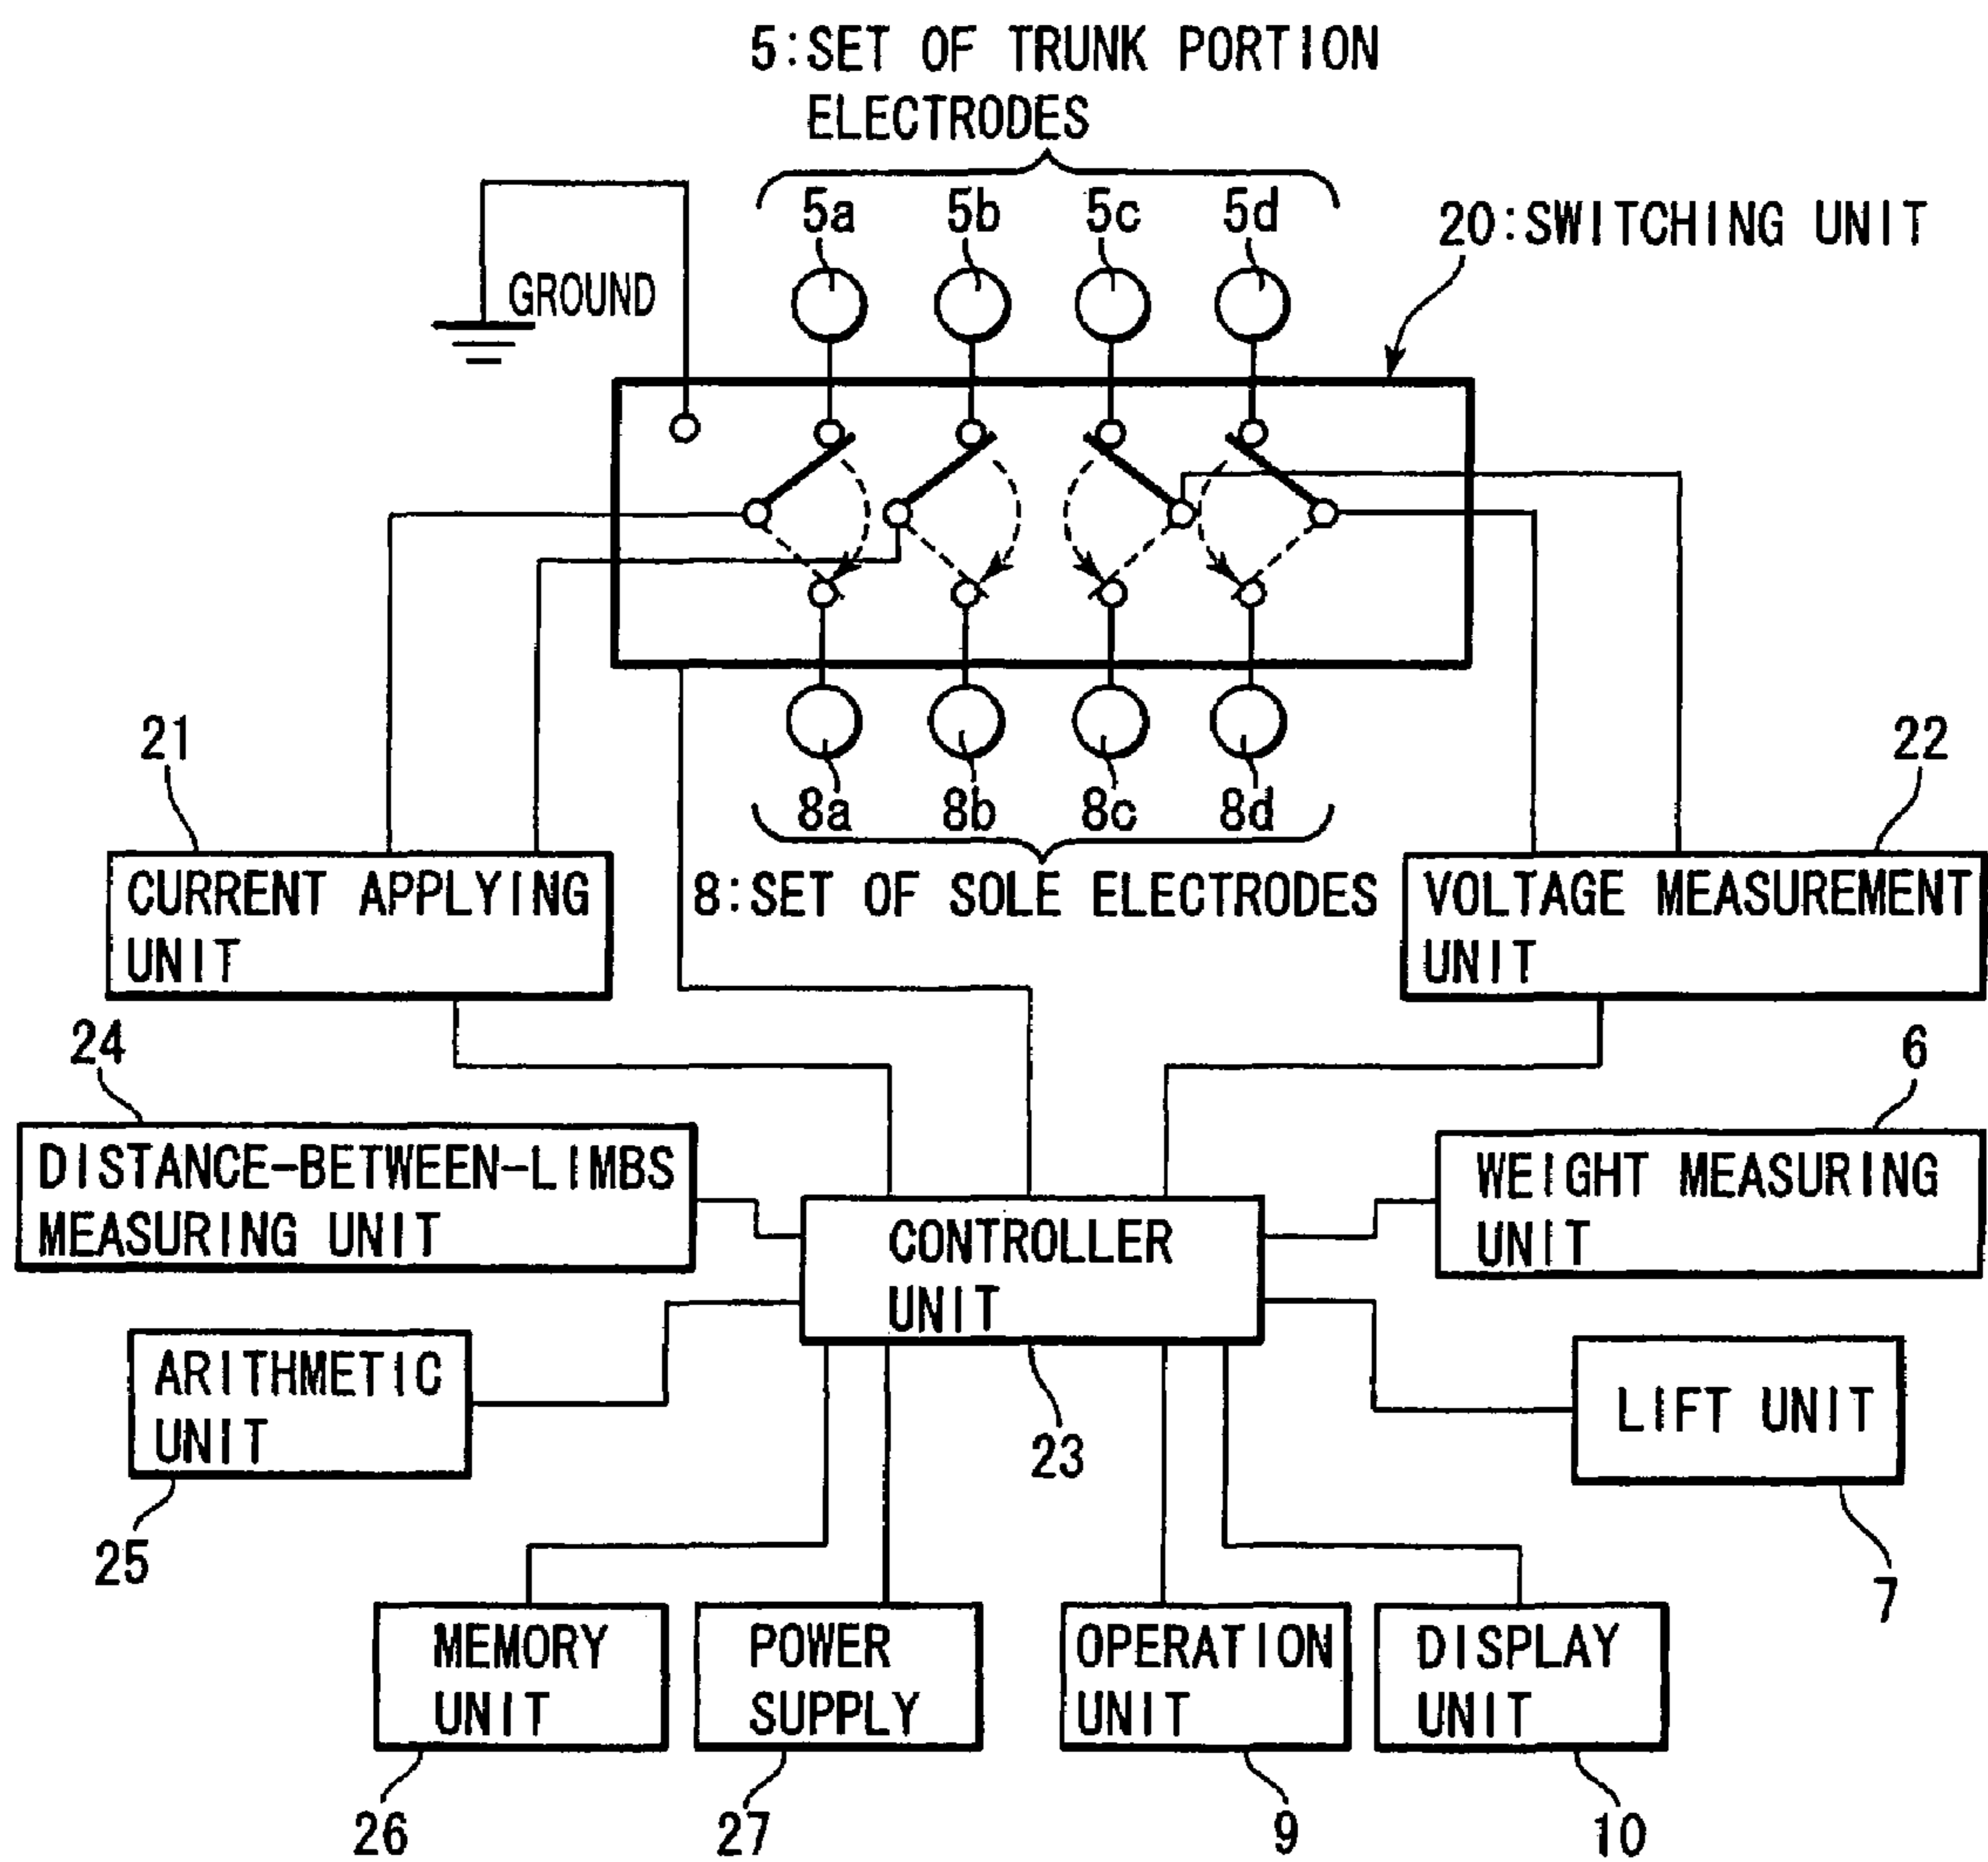 5:SET OF TRUNK PORTION
ELECTRODES
5a 5b 5c 5d
20:SWITCHING UNIT
GROUND
8a 8b 8c 8d
8:SET OF SOLE ELECTRODES
21
CURRENT APPLYING
UNIT
22
VOLTAGE MEASUREMENT
UNIT
24
DISTANCE-BETWEEN-LIMBS
MEASURING UNIT
6
WEIGHT MEASURING
UNIT
CONTROLLER
UNIT
23
ARITHMETIC
UNIT
25
LIFT UNIT
7
MEMORY
UNIT
26
POWER
SUPPLY
27
OPERATION
UNIT
9
DISPLAY
UNIT
10